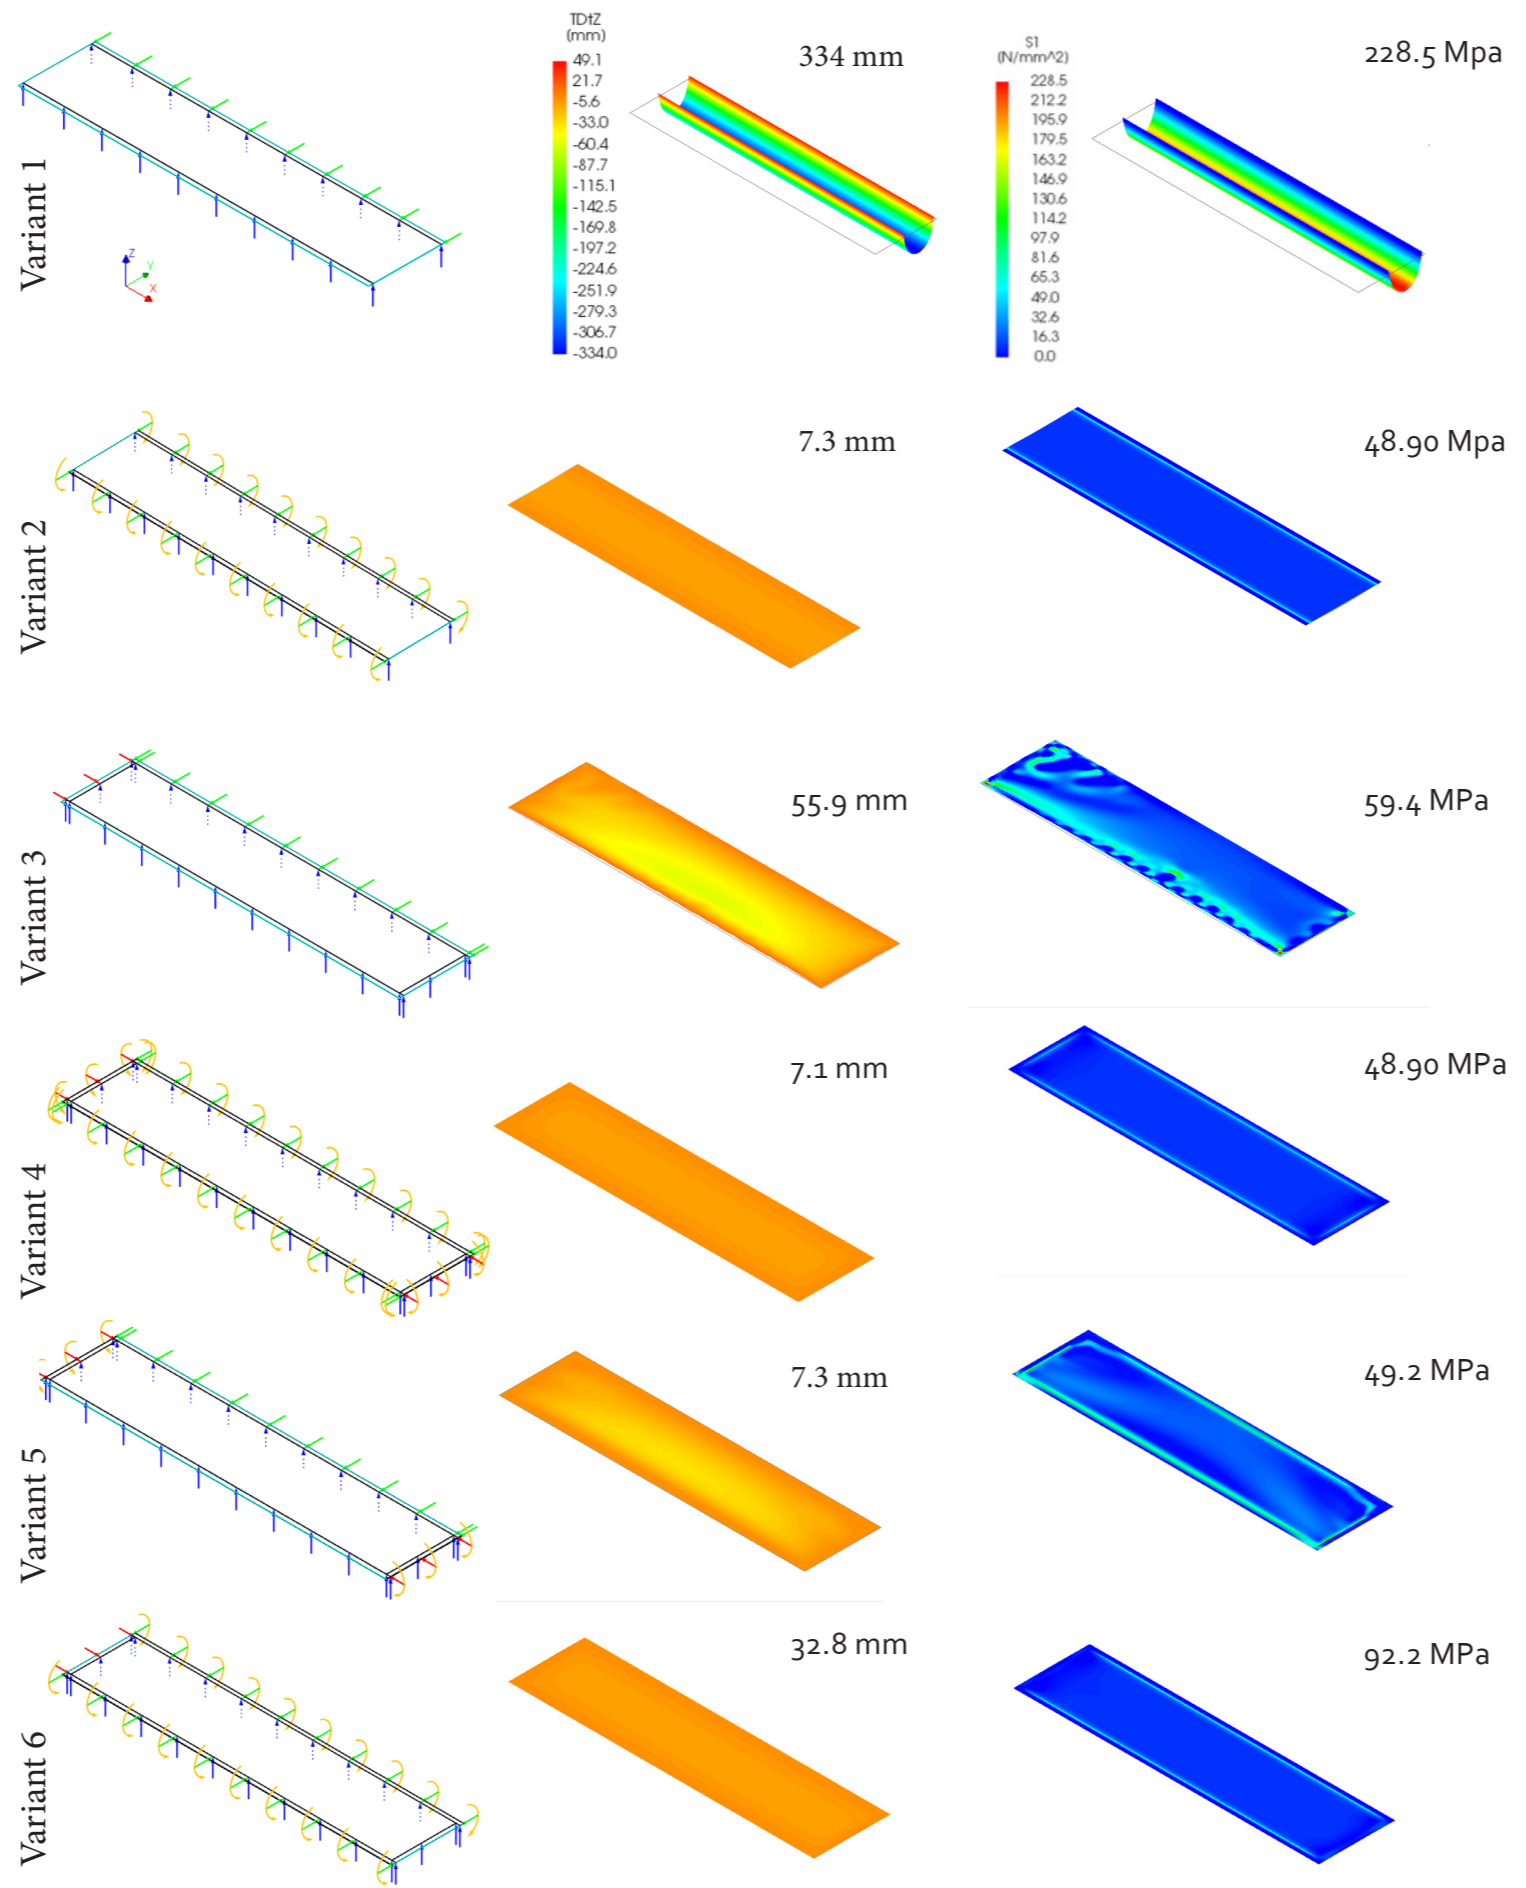 Variant 1
Z
Y
X
TDtZ
(mm)
49.1
21.7
-5.6
-33.0
-60.4
-87.7
-115.1
-142.5
-169.8
-197.2
-224.6
-251.9
-279.3
-306.7
-334.0
334 mm
S1
(N/mm^2)
228.5
212.2
195.9
179.5
163.2
146.9
130.6
114.2
97.9
81.6
65.3
49.0
32.6
16.3
0.0
228.5 Mpa
Variant 2
7.3 mm
48.90 Mpa
Variant 3
55.9 mm
59.4 MPa
Variant 4
7.1 mm
48.90 MPa
Variant 5
7.3 mm
49.2 MPa
Variant 6
32.8 mm
92.2 MPa